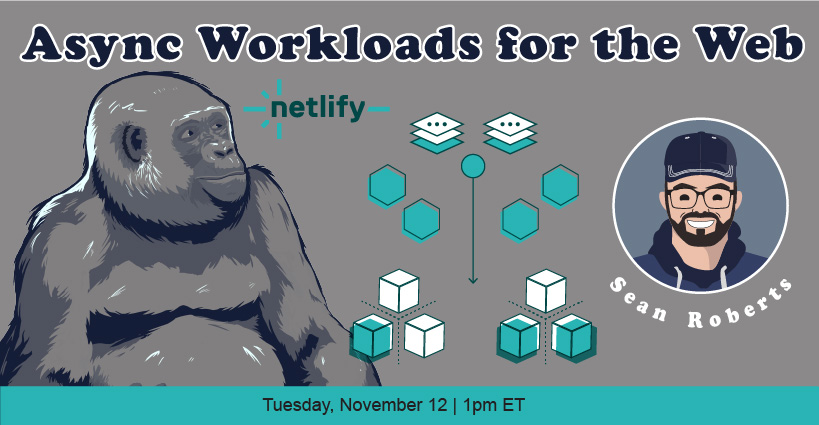 Async Workloads for the Web
netlify
Sean Roberts
Tuesday, November 12 | 1pm ET